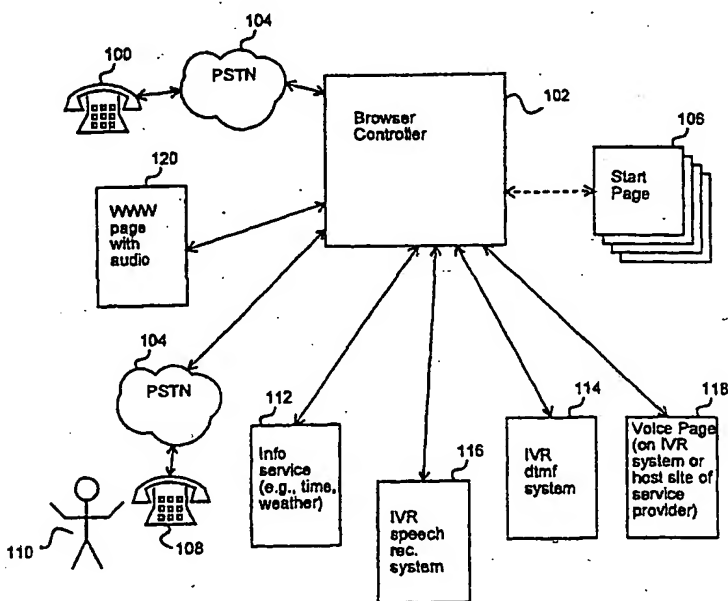 100
104
PSTN
102
Browser
Controller
106
Start
Page
120
WWW
page
with
audio
104
PSTN
110
108
112
Info
service
(e.g., time,
weather)
116
IVR
speech
rec.
system
114
IVR
dtmf
system
118
Voice Page
(on IVR
system or
host site of
service
provider)